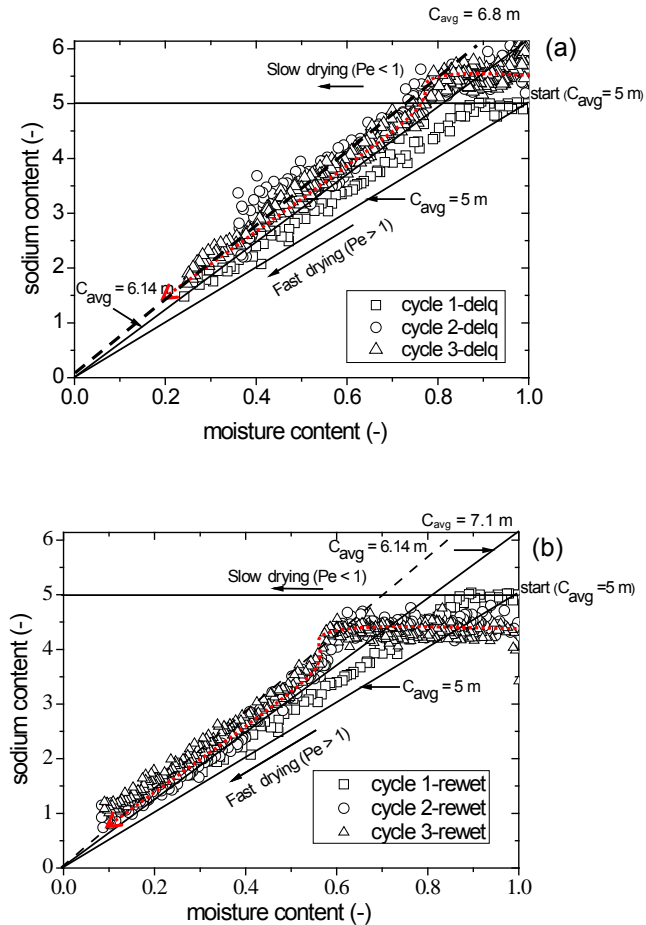 C_avg = 6.8 m
(a)
6
Slow drying (Pe < 1)
start (C_avg = 5 m)
5
4
C_avg = 5 m
3
Fast drying (Pe > 1)
2
C_avg = 6.14 m
1
cycle 1-delq
cycle 2-delq
cycle 3-delq
0
0.0 0.2 0.4 0.6 0.8 1.0
sodium content (-)
moisture content (-)
C_avg = 7.1 m
(b)
C_avg = 6.14 m
6
Slow drying (Pe < 1)
start (C_avg =5 m)
5
4
C_avg = 5 m
3
Fast drying (Pe > 1)
2
1
cycle 1-rewet
cycle 2-rewet
cycle 3-rewet
0
0.0 0.2 0.4 0.6 0.8 1.0
sodium content (-)
moisture content (-)